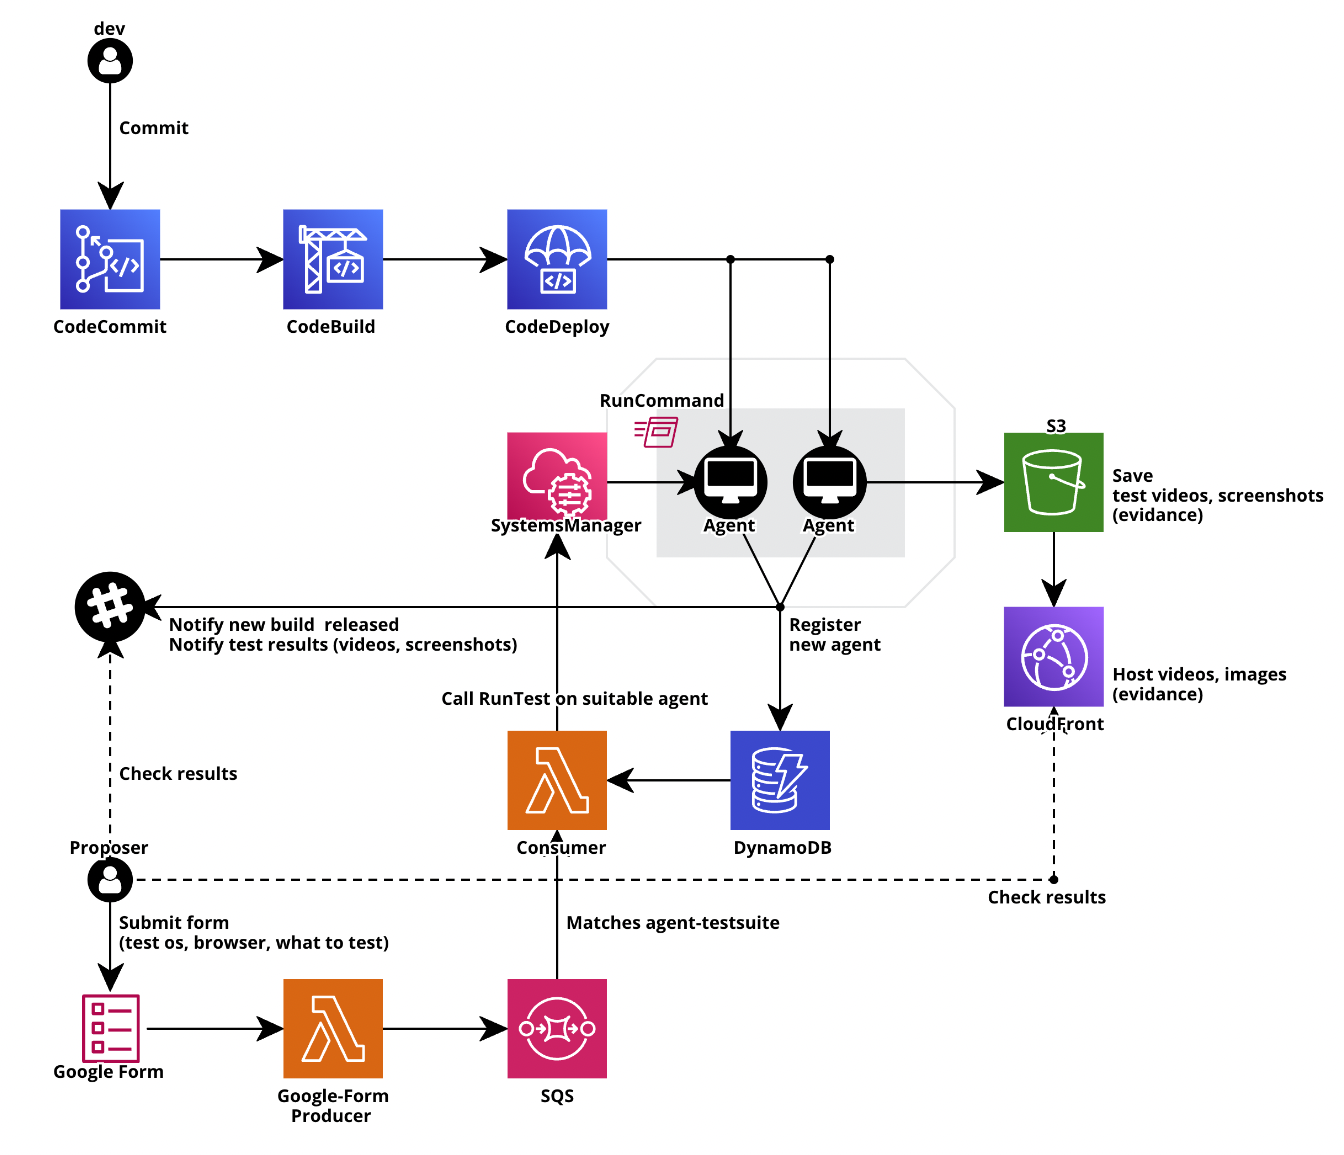 dev
Commit
CodeCommit
CodeBuild
CodeDeploy
RunCommand
S3
Save
test videos, screenshots
(evidance)
SystemsManager
Agent
Agent
Notify new build  released
Notify test results (videos, screenshots)
Register
new agent
Host videos, images
(evidance)
Call RunTest on suitable agent
CloudFront
Check results
Proposer
Consumer
DynamoDB
Check results
Submit form
(test os, browser, what to test)
Matches agent-testsuite
Google Form
Google-Form
Producer
SQS